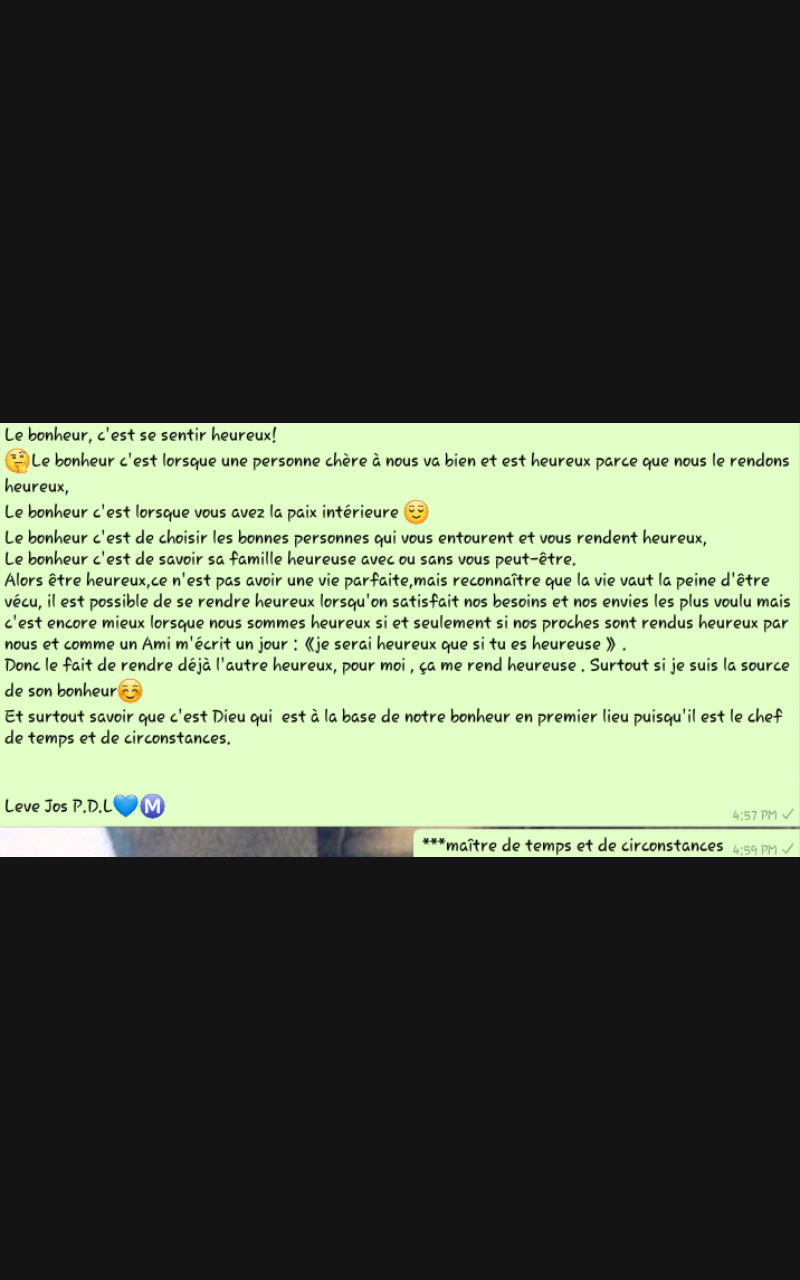 Le bonheur, c'est se sentir heureux!
🤔Le bonheur c'est lorsque une personne chère à nous va bien et est heureux parce que nous le rendons
heureux,
Le bonheur c'est lorsque vous avez la paix intérieure 😌
Le bonheur c'est de choisir les bonnes personnes qui vous entourent et vous rendent heureux,
Le bonheur c'est de savoir sa famille heureuse avec ou sans vous peut-être.
Alors être heureux,ce n'est pas avoir une vie parfaite,mais reconnaître que la vie vaut la peine d'être
vécu, il est possible de se rendre heureux lorsqu'on satisfait nos besoins et nos envies les plus voulu mais
c'est encore mieux lorsque nous sommes heureux si et seulement si nos proches sont rendus heureux par
nous et comme un Ami m'écrit un jour : 《je serai heureux que si tu es heureuse 》 .
Donc le fait de rendre déjà l'autre heureux, pour moi , ça me rend heureuse . Surtout si je suis la source
de son bonheur☺️
Et surtout savoir que c'est Dieu qui  est à la base de notre bonheur en premier lieu puisqu'il est le chef
de temps et de circonstances.
Leve Jos P.D.L💙Ⓜ️
4:57 PM ✓
***maître de temps et de circonstances 4:59 PM ✓